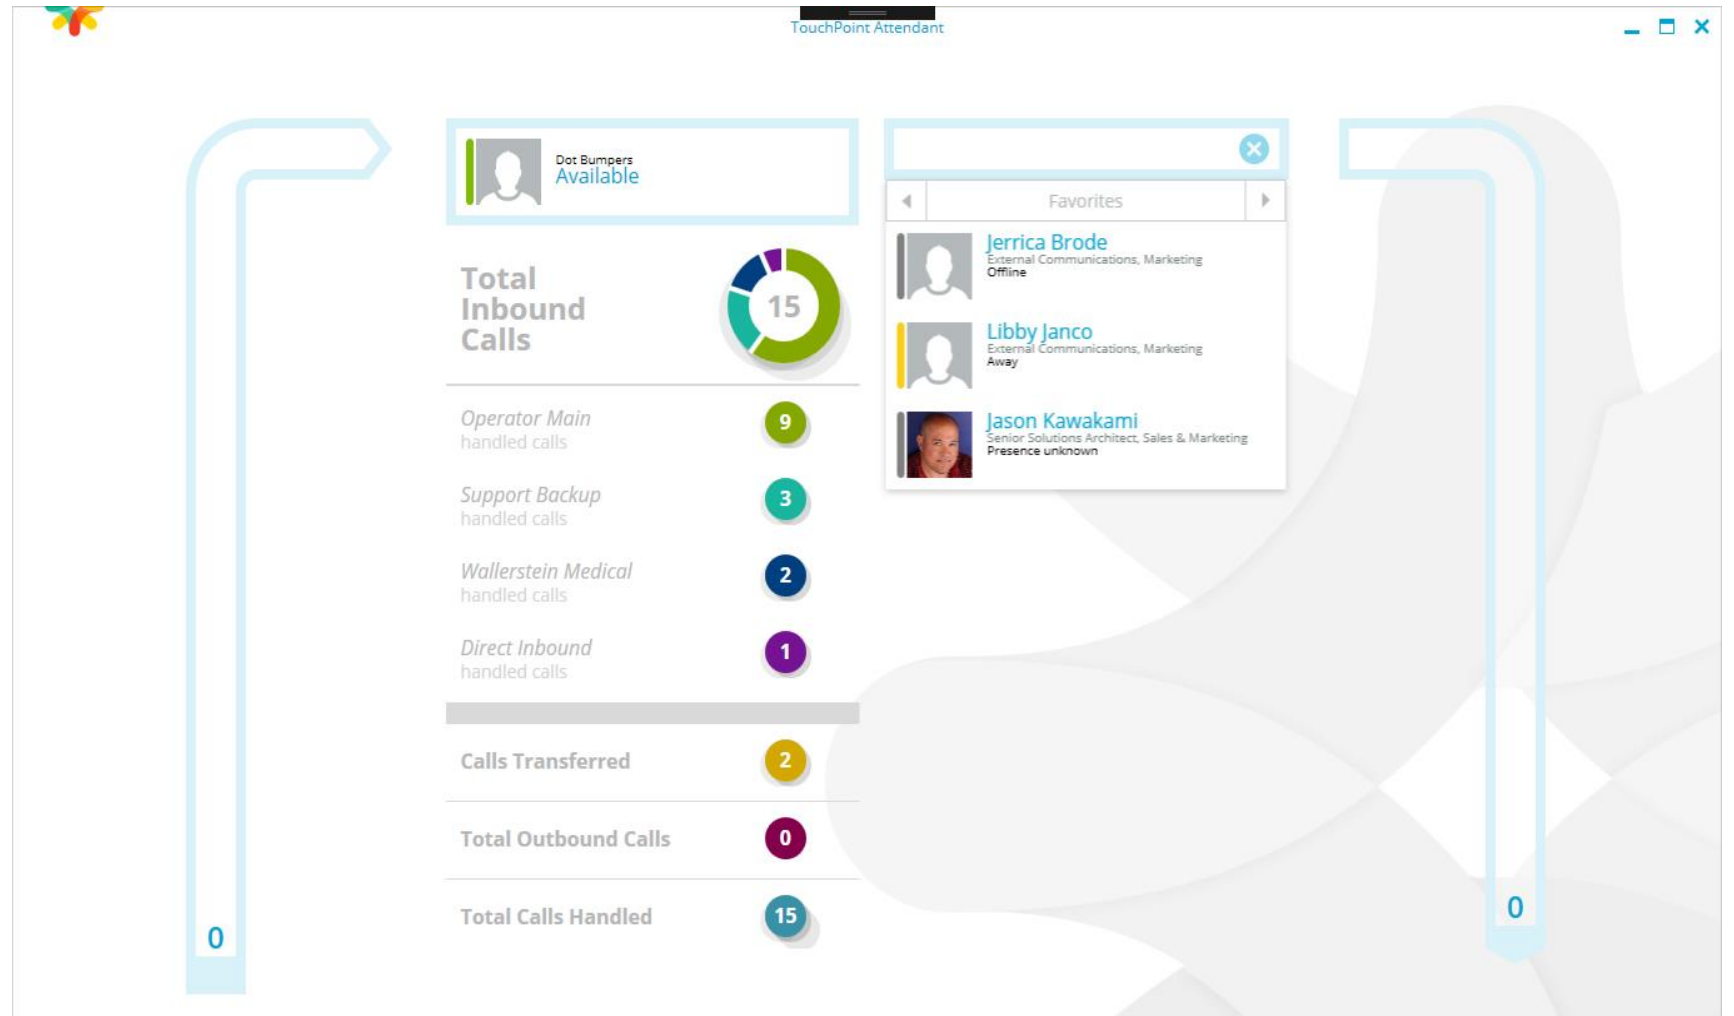 TouchPoint Attendant
Dot Bumpers
Available
Total
Inbound
Calls
15
Operator Main
handled calls
9
Support Backup
handled calls
3
Wallerstein Medical
handled calls
2
Direct Inbound
handled calls
1
Calls Transferred
2
Total Outbound Calls
0
Total Calls Handled
15
Favorites
Jerrica Brode
External Communications, Marketing
Offline
Libby Janco
External Communications, Marketing
Away
Jason Kawakami
Senior Solutions Architect, Sales & Marketing
Presence unknown
0
0